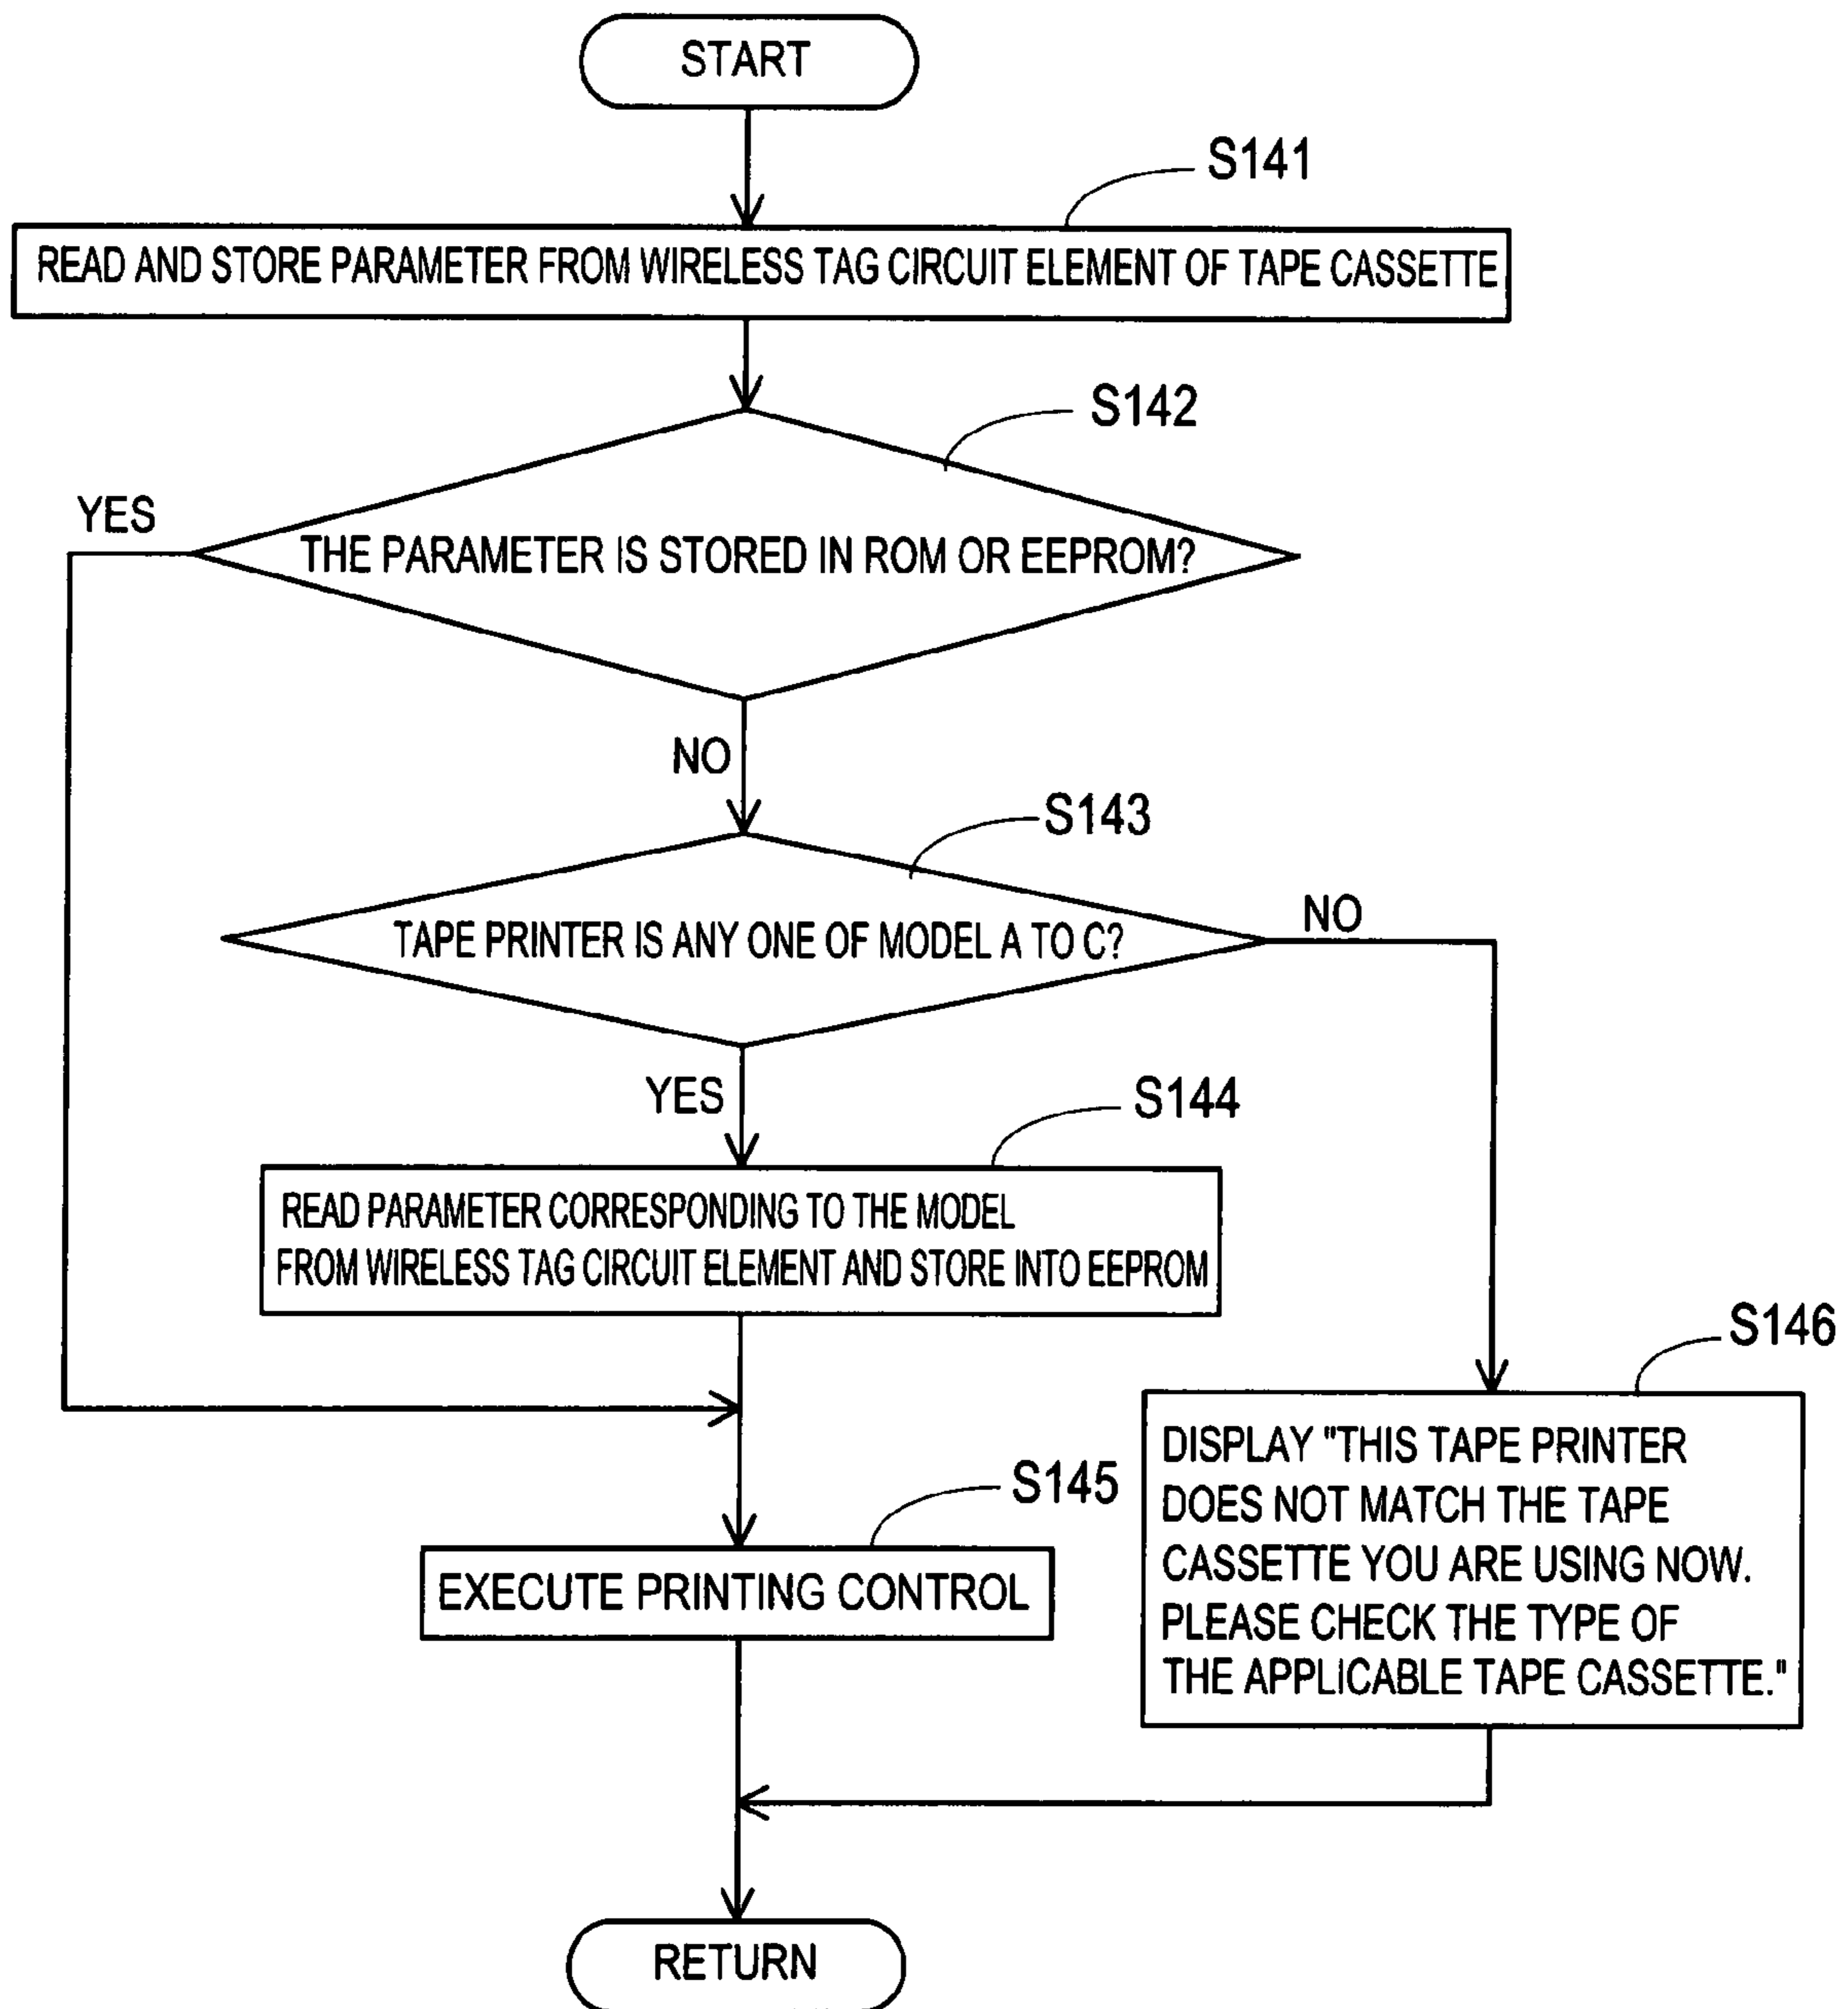 START
S141
READ AND STORE PARAMETER FROM WIRELESS TAG CIRCUIT ELEMENT OF TAPE CASSETTE
S142
YES
THE PARAMETER IS STORED IN ROM OR EEPROM?
NO
S143
TAPE PRINTER IS ANY ONE OF MODEL A TO C?
NO
YES
S144
READ PARAMETER CORRESPONDING TO THE MODEL
FROM WIRELESS TAG CIRCUIT ELEMENT AND STORE INTO EEPROM
S146
DISPLAY "THIS TAPE PRINTER
DOES NOT MATCH THE TAPE
CASSETTE YOU ARE USING NOW.
PLEASE CHECK THE TYPE OF
THE APPLICABLE TAPE CASSETTE."
S145
EXECUTE PRINTING CONTROL
RETURN